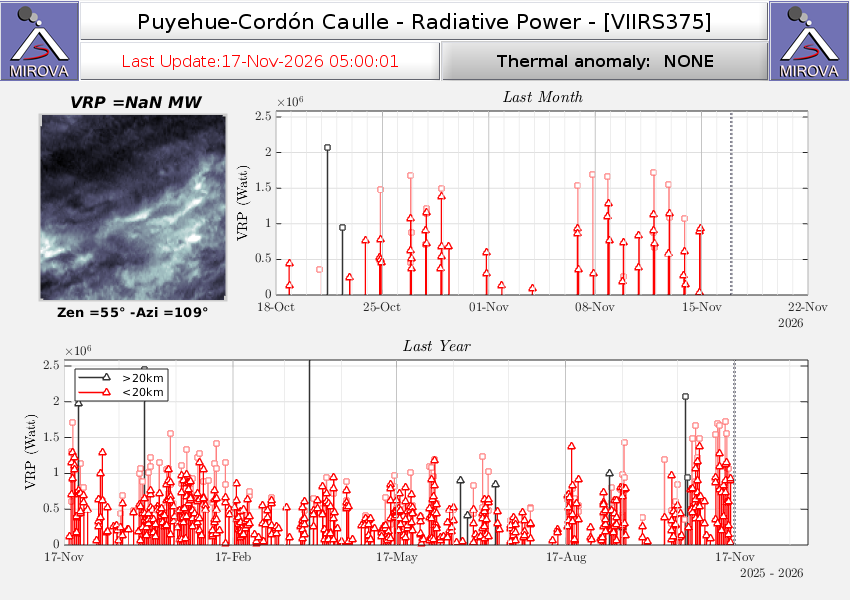 Puyehue-Cordón Caulle - Radiative Power - [VIIRS375]
MIROVA
Last Update:17-Nov-2026 05:00:01
Thermal anomaly: NONE
MIROVA
VRP =NaN MW
Zen =55° -Azi =109°
Last Month
×10⁶
VRP (Watt)
2.5
2
1.5
1
0.5
0
18-Oct 25-Oct 01-Nov 08-Nov 15-Nov 22-Nov
2026
Last Year
×10⁶
VRP (Watt)
2.5
2
1.5
1
0.5
0
>20km
<20km
17-Nov 17-Feb 17-May 17-Aug 17-Nov
2025 - 2026